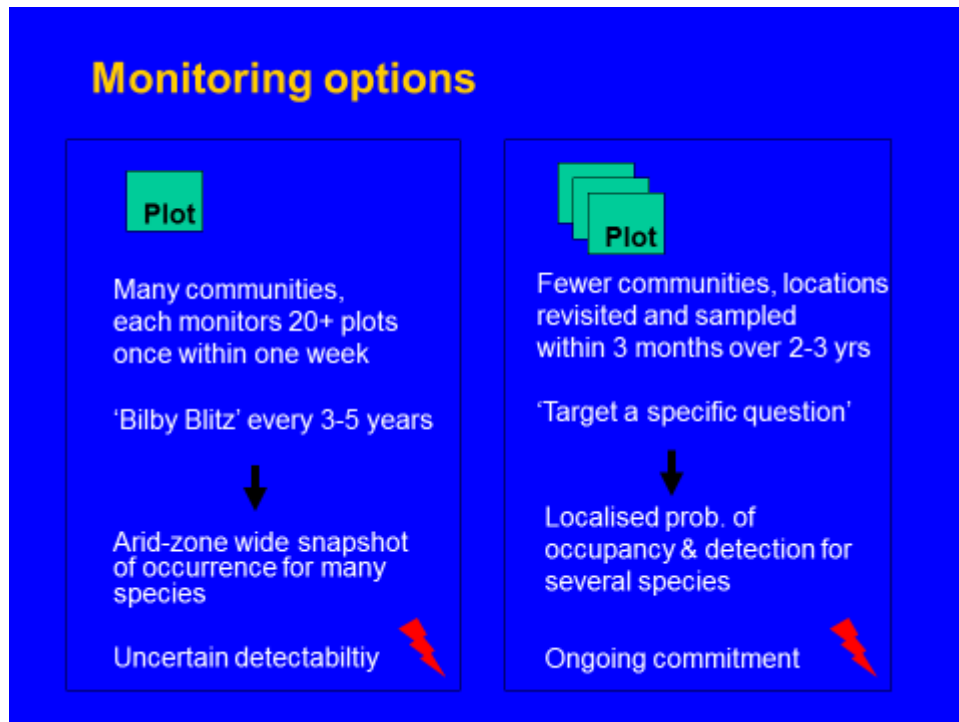 Monitoring options
Plot
Many communities,
each monitors 20+ plots
once within one week
‘Bilby Blitz’ every 3-5 years
Arid-zone wide snapshot
of occurrence for many
species
Uncertain detectabiltiy
Plot
Fewer communities, locations
revisited and sampled
within 3 months over 2-3 yrs
‘Target a specific question’
Localised prob. of
occupancy & detection for
several species
Ongoing commitment